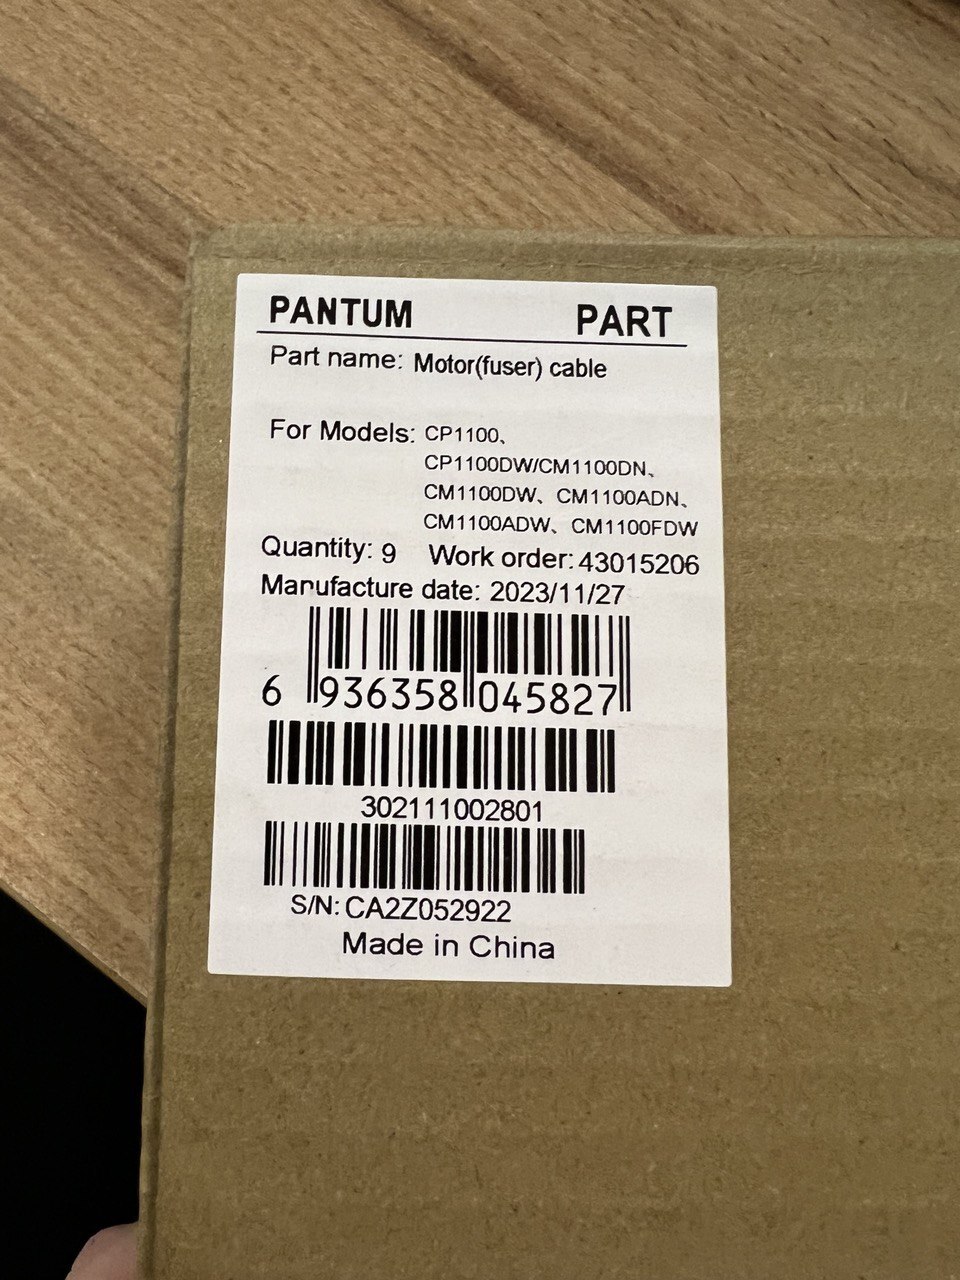 PANTUM PART
Part name: Motor(fuser) cable
For Models: CP1100、
CP1100DW/CM1100DN、
CM1100DW、CM1100ADN、
CM1100ADW、CM1100FDW
Quantity: 9 Work order: 43015206
Manufacture date: 2023/11/27
6 936358 045827
302111002801
S/N: CA2Z052922
Made in China